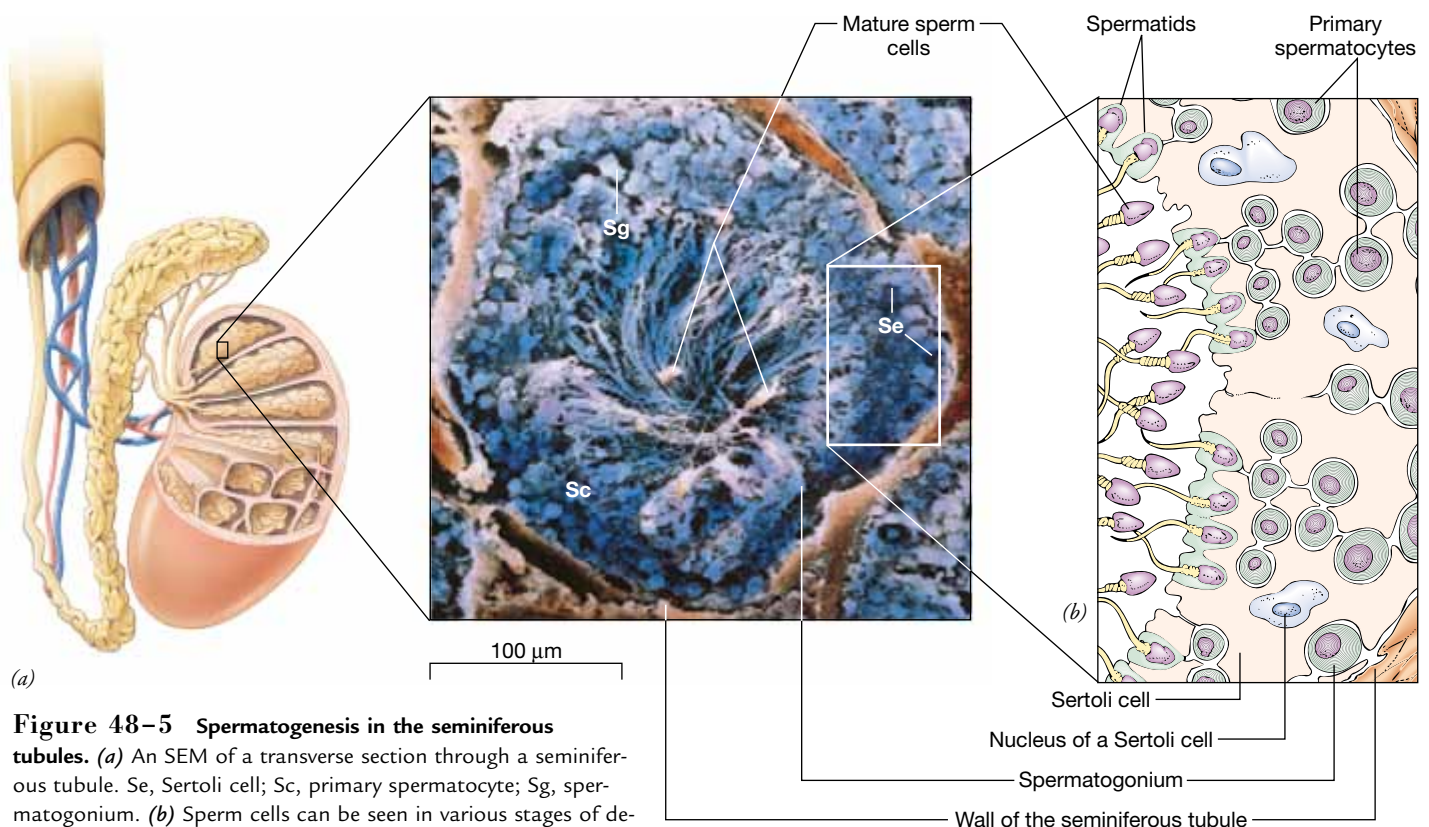 Mature sperm
cells
Spermatids
Primary
spermatocytes
Sg
Se
Sc
(b)
100 μm
(a)
Sertoli cell
Nucleus of a Sertoli cell
Spermatogonium
Wall of the seminiferous tubule
Figure 48–5 Spermatogenesis in the seminiferous
tubules. (a) An SEM of a transverse section through a seminifer-
ous tubule. Se, Sertoli cell; Sc, primary spermatocyte; Sg, sper-
matogonium. (b) Sperm cells can be seen in various stages of de-